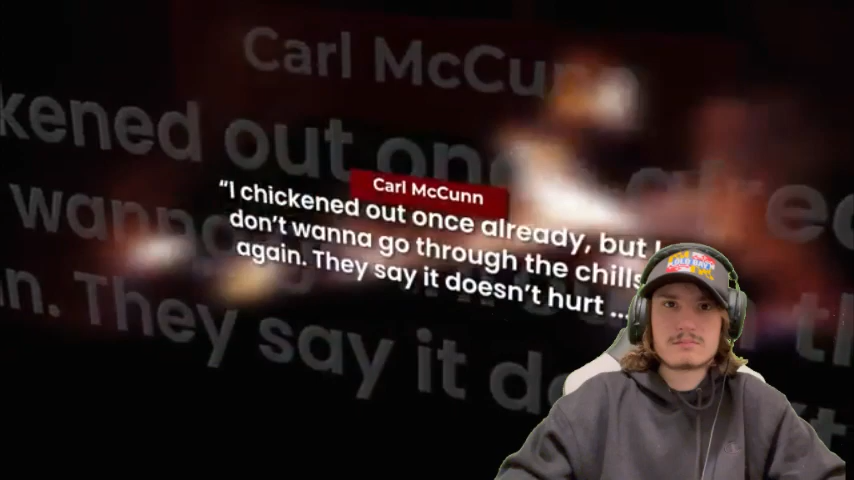 Carl McCunn
"I chickened out once already, but I
don't wanna go through the chills
again. They say it doesn't hurt ...